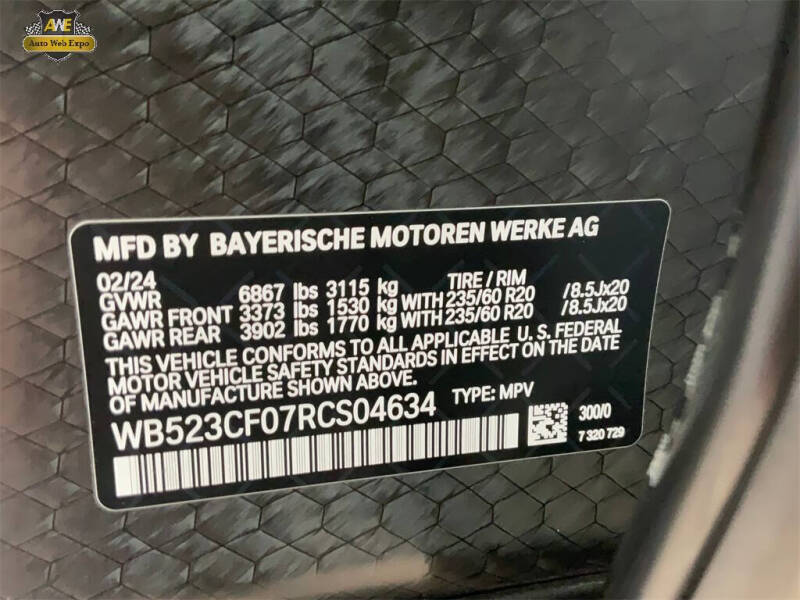 AWE
Auto Web Expo
MFD BY BAYERISCHE MOTOREN WERKE AG
02/24
GVWR 6867 lbs 3115 kg TIRE / RIM
GAWR FRONT 3373 lbs 1530 kg WITH 235/60 R20 /8.5Jx20
GAWR REAR 3902 lbs 1770 kg WITH 235/60 R20 /8.5Jx20
THIS VEHICLE CONFORMS TO ALL APPLICABLE U. S. FEDERAL
MOTOR VEHICLE SAFETY STANDARDS IN EFFECT ON THE DATE
OF MANUFACTURE SHOWN ABOVE.
WB523CF07RCS04634 TYPE: MPV
300/0
7 320 729